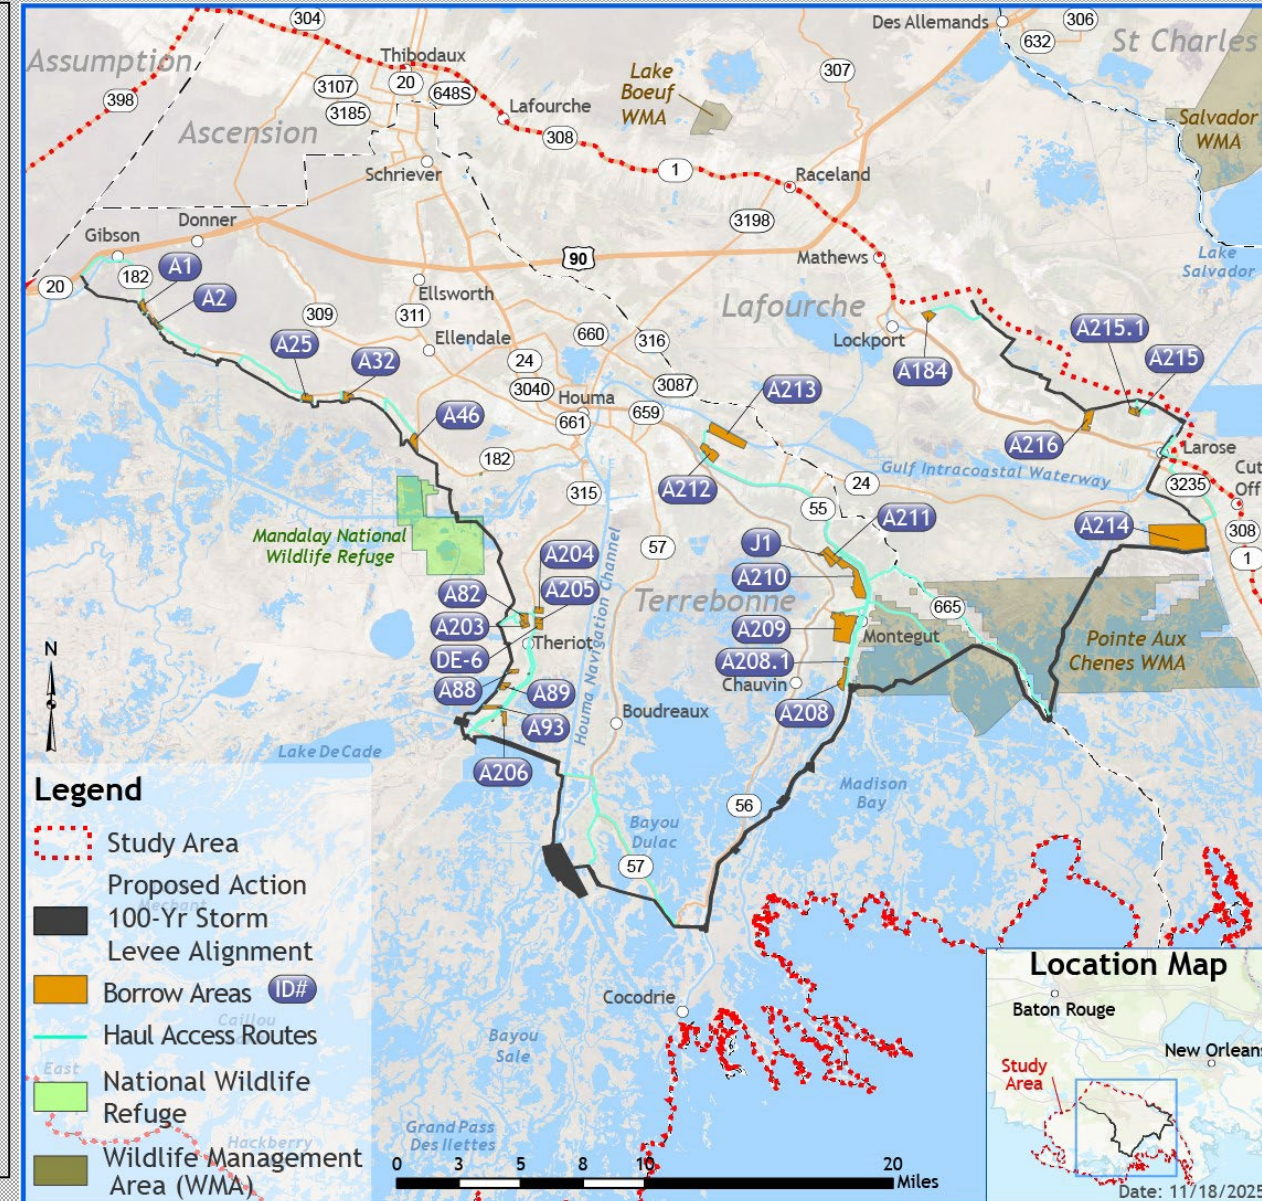 304
Des Allemands
306
632
St Charles
Assumption
Thibodaux
20
307
3107
648S
Lake
Boeuf
WMA
398
3185
Lafourche
Salvador
WMA
Ascension
308
Schriever
1
Raceland
Donner
3198
Gibson
90
Mathews
Lake
Salvador
182
A1
20
A2
Ellsworth
Lafourche
309
311
660
316
Lockport
A215.1
A25
Ellendale
24
A215
A32
A184
3040
Houma
3087
A213
A46
661
659
A216
Larose
182
Gulf Intracoastal Waterway
Cut
Off
315
A212
24
3235
55
A211
A214
308
Mandalay National
Wildlife Refuge
57
J1
1
A204
A210
A82
A205
Terrebonne
665
A203
A209
Montegut
Pointe Aux
Chenes WMA
N
DE-6
Theriot
A208.1
A88
A89
Chauvin
A93
Boudreaux
A208
Houma Navigation Channel
Lake De Cade
A206
Madison
Bay
56
Bayou
Dulac
57
Legend
Study Area
Proposed Action
Mechant
100-Yr Storm
Levee Alignment
Borrow Areas ID#
Caillou
Haul Access Routes
East
National Wildlife
Refuge
Hackberry
Wildlife Management
Area (WMA)
Cocodrie
Bayou
Sale
Grand Pass
Des Ilettes
0 3 5 8 10 20
Miles
Location Map
Baton Rouge
New Orleans
Study
Area
Date: 11/18/2025